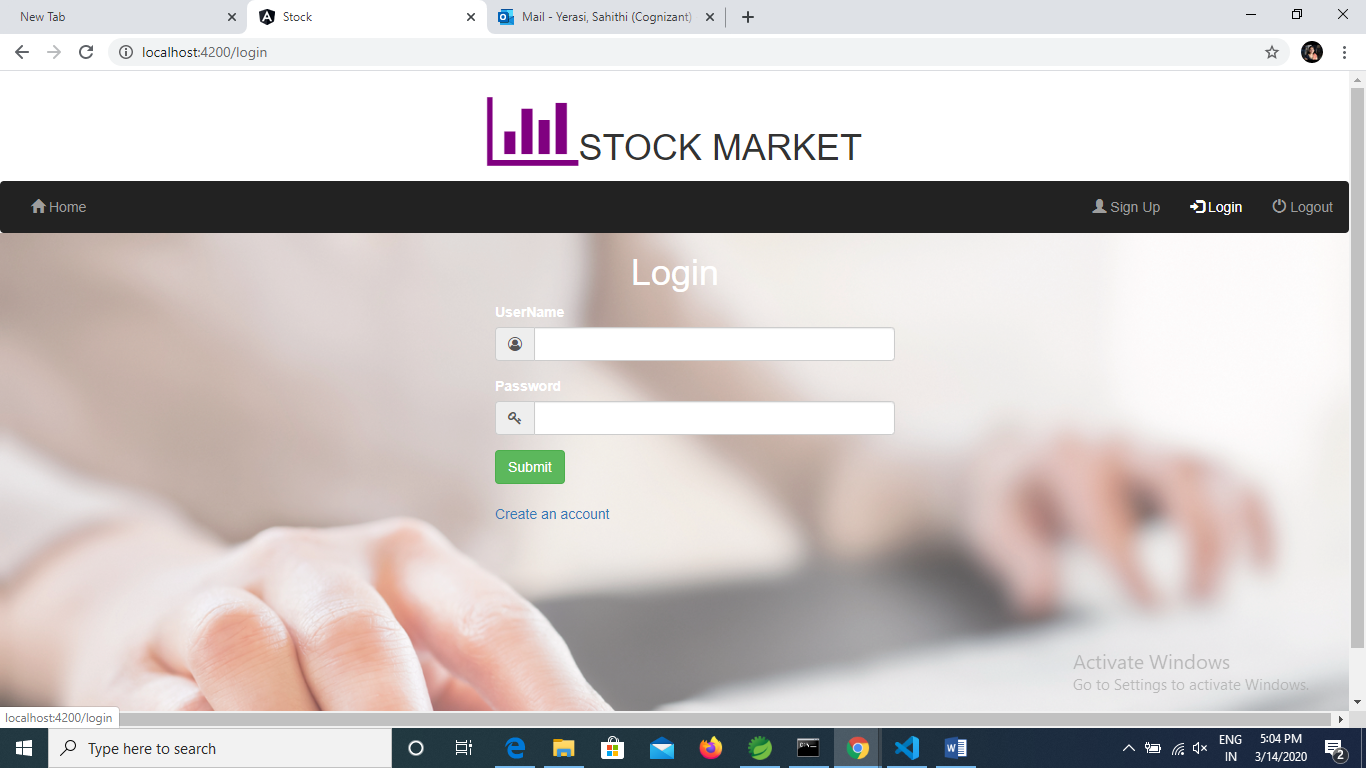 New Tab
Stock
Mail - Yerasi, Sahithi (Cognizant)
localhost:4200/login
STOCK MARKET
Home
Sign Up
Login
Logout
Login
UserName
Password
Submit
Create an account
Activate Windows
Go to Settings to activate Windows.
localhost:4200/login
Type here to search
ENG
IN
5:04 PM
3/14/2020
2